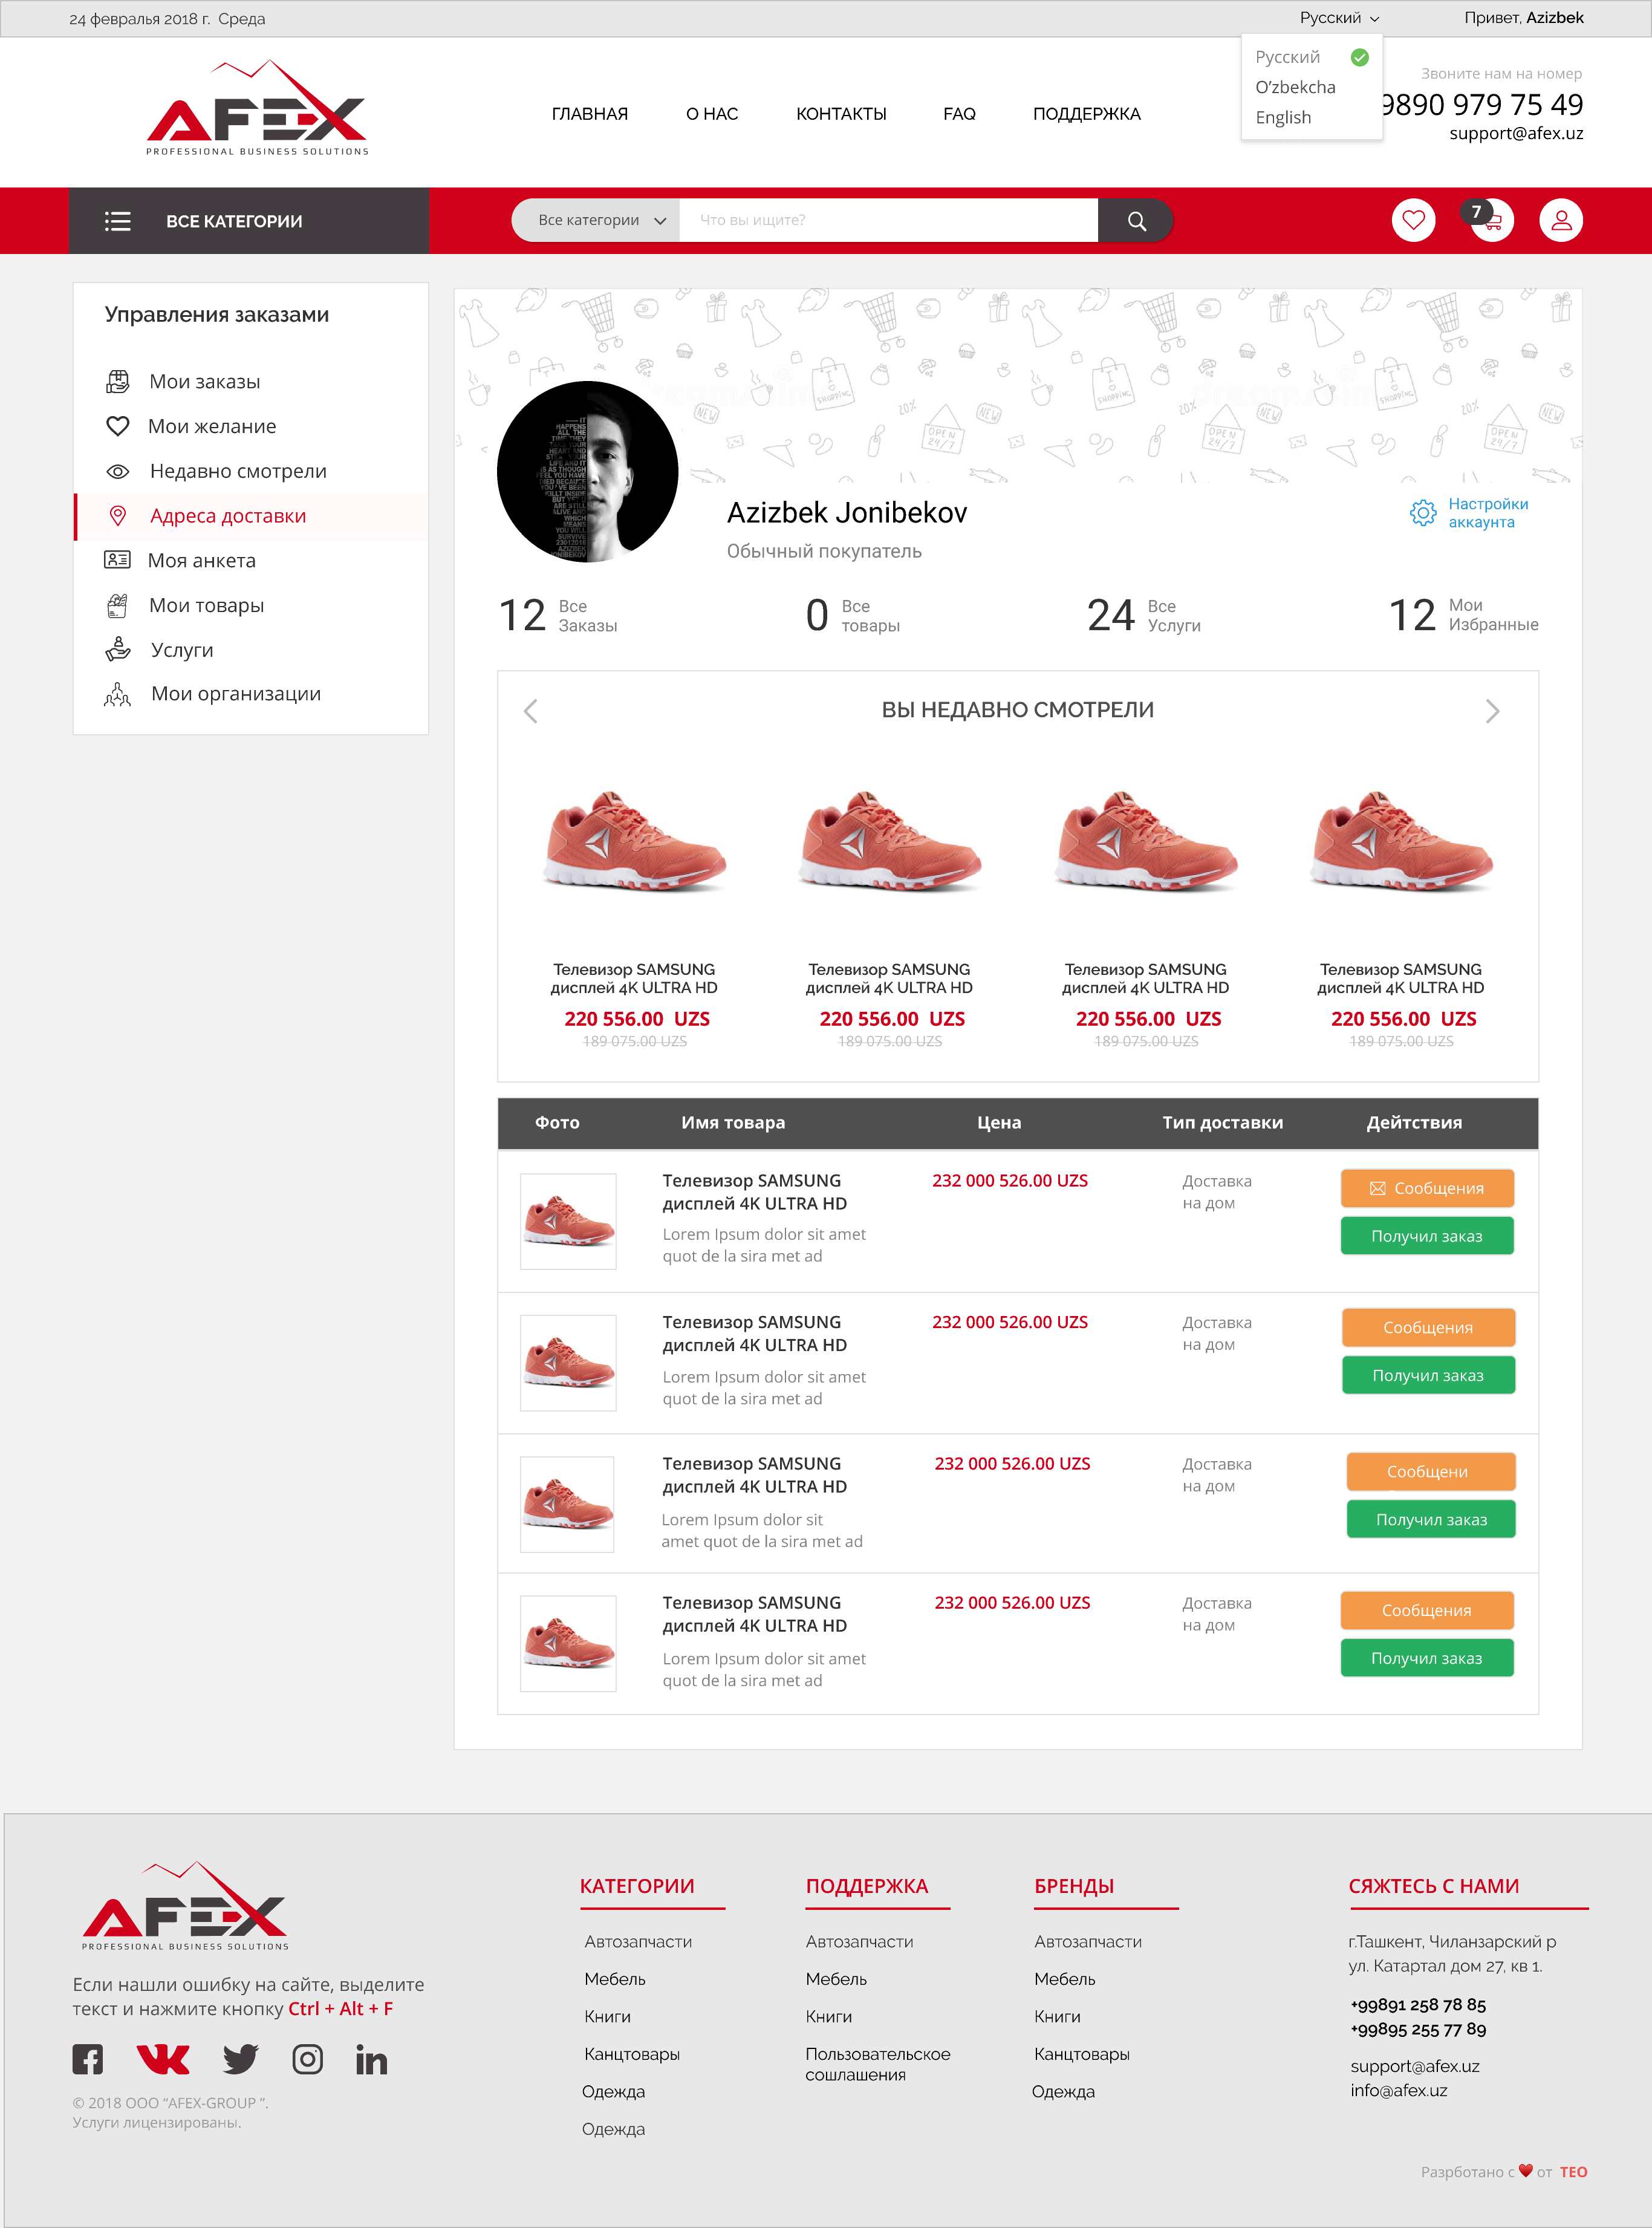 24 февралья 2018 г. Среда
Русский
Привет, Azizbek
Русский
O'zbekcha
English
AFEX
PROFESSIONAL BUSINESS SOLUTIONS
ГЛАВНАЯ
О НАС
КОНТАКТЫ
FAQ
ПОДДЕРЖКА
Звоните нам на номер
9890 979 75 49
support@afex.uz
ВСЕ КАТЕГОРИИ
Все категории
Что вы ищите?
7
Управления заказами
Мои заказы
Мои желание
Недавно смотрели
Адреса доставки
Моя анкета
Мои товары
Услуги
Мои организации
SHOPPING
NEW
20%
OPEN
24/7
Azizbek Jonibekov
Обычный покупатель
Настройки
аккаунта
12 Все
Заказы
0 Все
товары
24 Все
Услуги
12 Мои
Избранные
ВЫ НЕДАВНО СМОТРЕЛИ
Телевизор SAMSUNG
дисплей 4K ULTRA HD
220 556.00 UZS
189 075.00 UZS
Телевизор SAMSUNG
дисплей 4K ULTRA HD
220 556.00 UZS
189 075.00 UZS
Телевизор SAMSUNG
дисплей 4K ULTRA HD
220 556.00 UZS
189 075.00 UZS
Телевизор SAMSUNG
дисплей 4K ULTRA HD
220 556.00 UZS
189 075.00 UZS
Фото
Имя товара
Цена
Тип доставки
Дейтствия
Телевизор SAMSUNG
дисплей 4K ULTRA HD
Lorem Ipsum dolor sit amet
quot de la sira met ad
232 000 526.00 UZS
Доставка
на дом
Сообщения
Получил заказ
Телевизор SAMSUNG
дисплей 4K ULTRA HD
Lorem Ipsum dolor sit amet
quot de la sira met ad
232 000 526.00 UZS
Доставка
на дом
Сообщения
Получил заказ
Телевизор SAMSUNG
дисплей 4K ULTRA HD
Lorem Ipsum dolor sit
amet quot de la sira met ad
232 000 526.00 UZS
Доставка
на дом
Сообщени
Получил заказ
Телевизор SAMSUNG
дисплей 4K ULTRA HD
Lorem Ipsum dolor sit amet
quot de la sira met ad
232 000 526.00 UZS
Доставка
на дом
Сообщения
Получил заказ
AFEX
PROFESSIONAL BUSINESS SOLUTIONS
Если нашли ошибку на сайте, выделите
текст и нажмите кнопку Ctrl + Alt + F
© 2018 ООО “AFEX-GROUP ”.
Услуги лицензированы.
КАТЕГОРИИ
Автозапчасти
Мебель
Книги
Канцтовары
Одежда
Одежда
ПОДДЕРЖКА
Автозапчасти
Мебель
Книги
Пользовательское
сошлашения
БРЕНДЫ
Автозапчасти
Мебель
Книги
Канцтовары
Одежда
СЯЖТЕСЬ С НАМИ
г.Ташкент, Чиланзарский р
ул. Катартал дом 27, кв 1.
+99891 258 78 85
+99895 255 77 89
support@afex.uz
info@afex.uz
Разрботано с ❤ от TEO